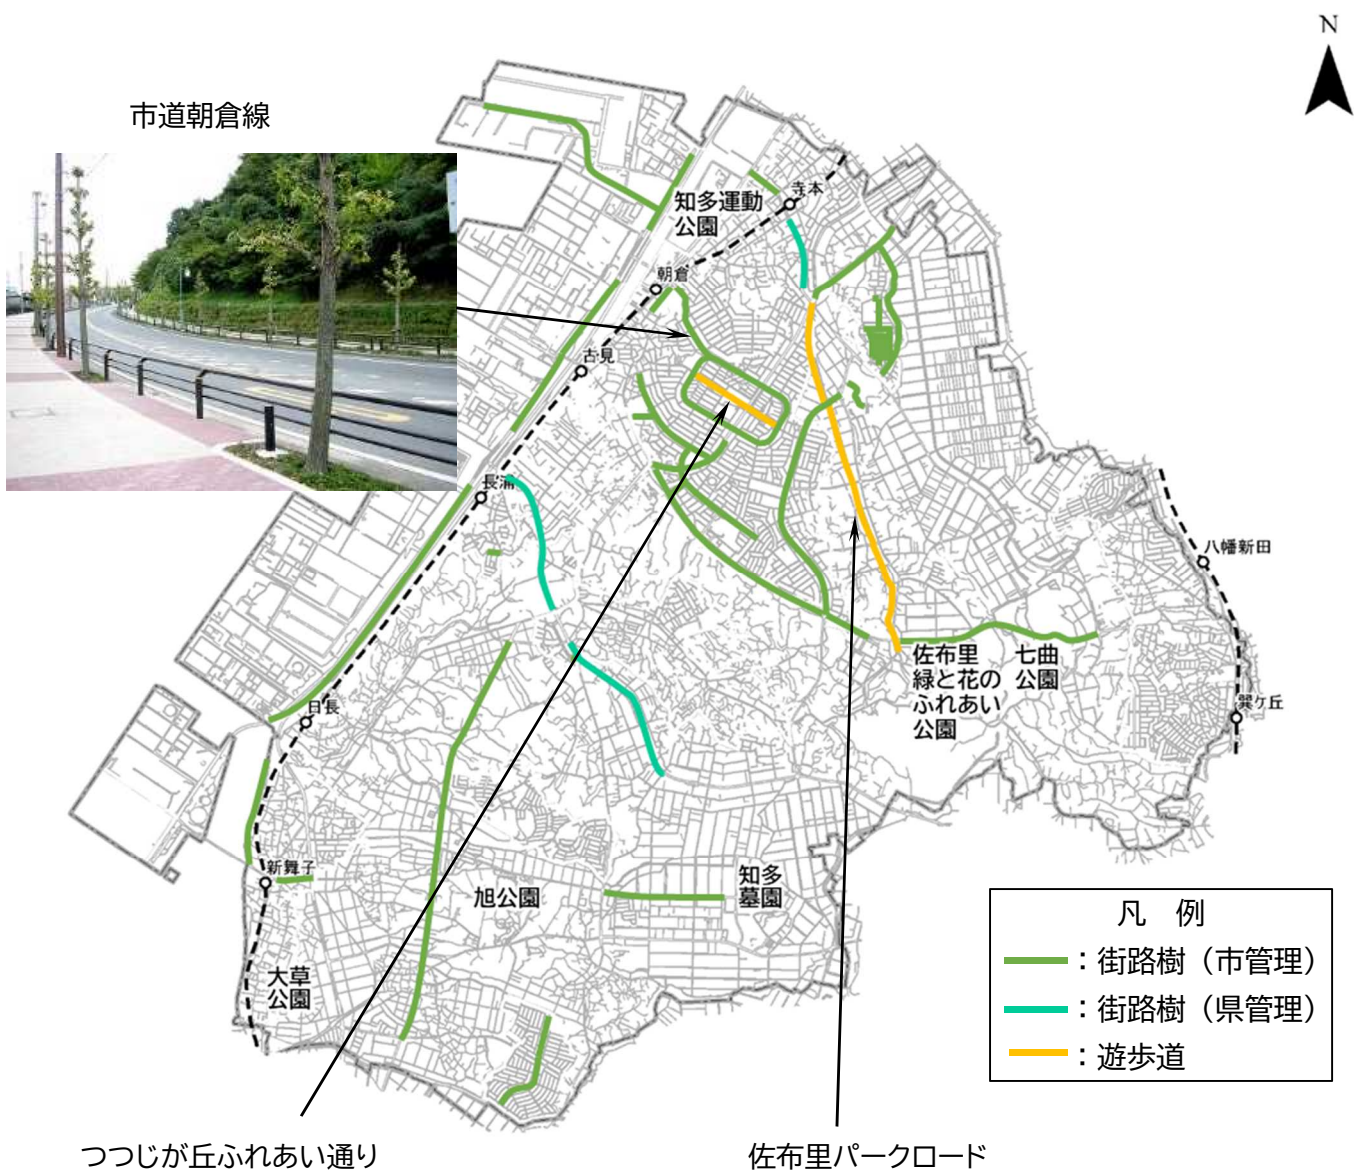 N
市道朝倉線
寺本
知多運動
公園
朝倉
古見
長浦
八幡新田
佐布里
緑と花の
ふれあい
公園
七曲
公園
巽ケ丘
日長
新舞子
旭公園
知多
墓園
大草
公園
凡 例
：街路樹（市管理）
：街路樹（県管理）
：遊歩道
つつじが丘ふれあい通り
佐布里パークロード